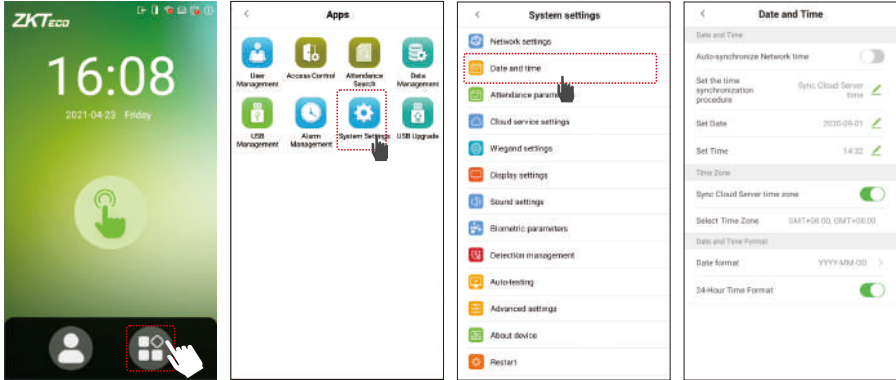 ZKTeco
16:08
2021-04-23 Friday
Apps
User
Management
Access Control
Attendance
Search
Data
Management
USB
Management
Alarm
Management
System Settings
USB Upgrade
System settings
Network settings
Date and time
Attendance param
Cloud service settings
Wiegand settings
Display settings
Sound settings
Biometric parameters
Detection management
Auto-testing
Advanced settings
About device
Restart
Date and Time
Date and Time
Auto-synchronize Network time
Set the time
synchronization
procedure
Sync Cloud Server
time
Set Date 2020-09-01
Set Time 14:32
Time Zone
Sync Cloud Server time zone
Select Time Zone GMT+08:00, GMT+08:00
Date and Time Format
Date format YYYY-MM-DD
24-Hour Time Format